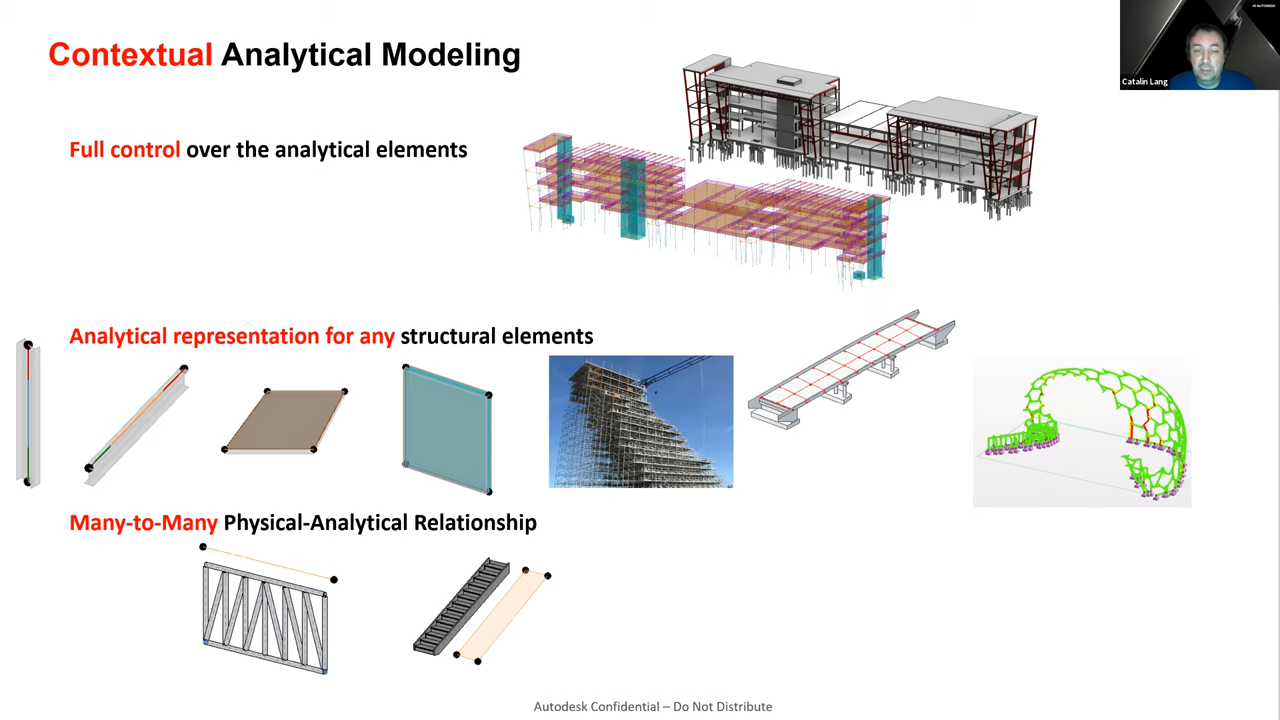 Contextual Analytical Modeling
AUTODESK
Catalin Lang
Full control over the analytical elements
Analytical representation for any structural elements
Many-to-Many Physical-Analytical Relationship
Autodesk Confidential – Do Not Distribute